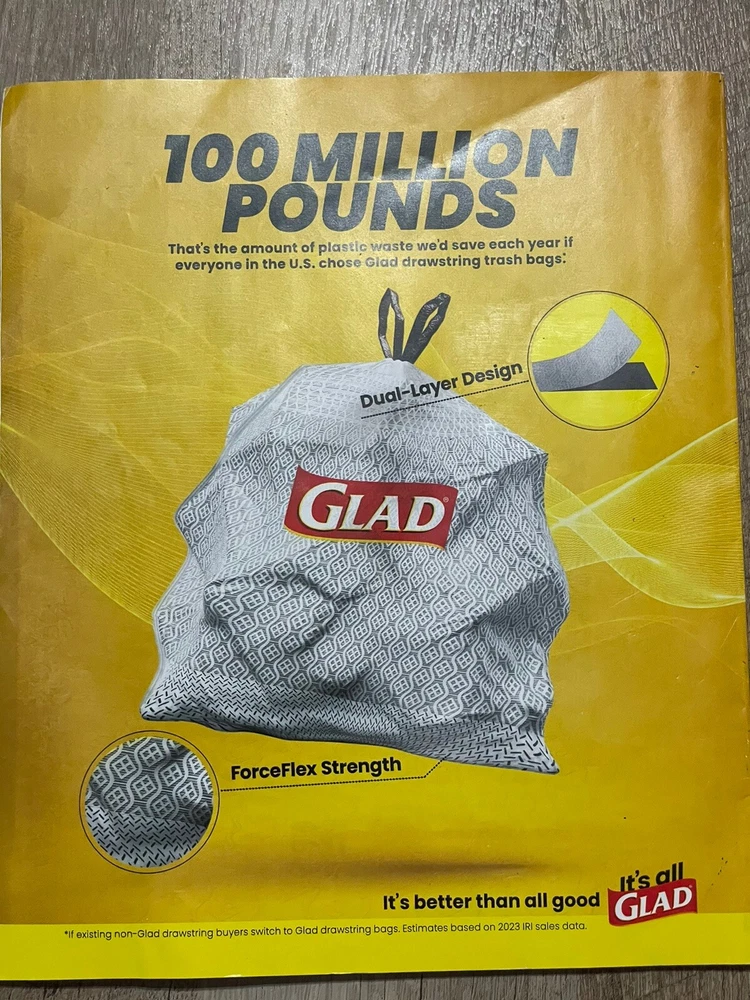 100 MILLION
POUNDS
That's the amount of plastic waste we'd save each year if
everyone in the U.S. chose Glad drawstring trash bags.*
Dual-Layer Design
GLAD®
ForceFlex Strength
It's better than all good
It's all
GLAD
*If existing non-Glad drawstring buyers switch to Glad drawstring bags. Estimates based on 2023 IRI sales data.